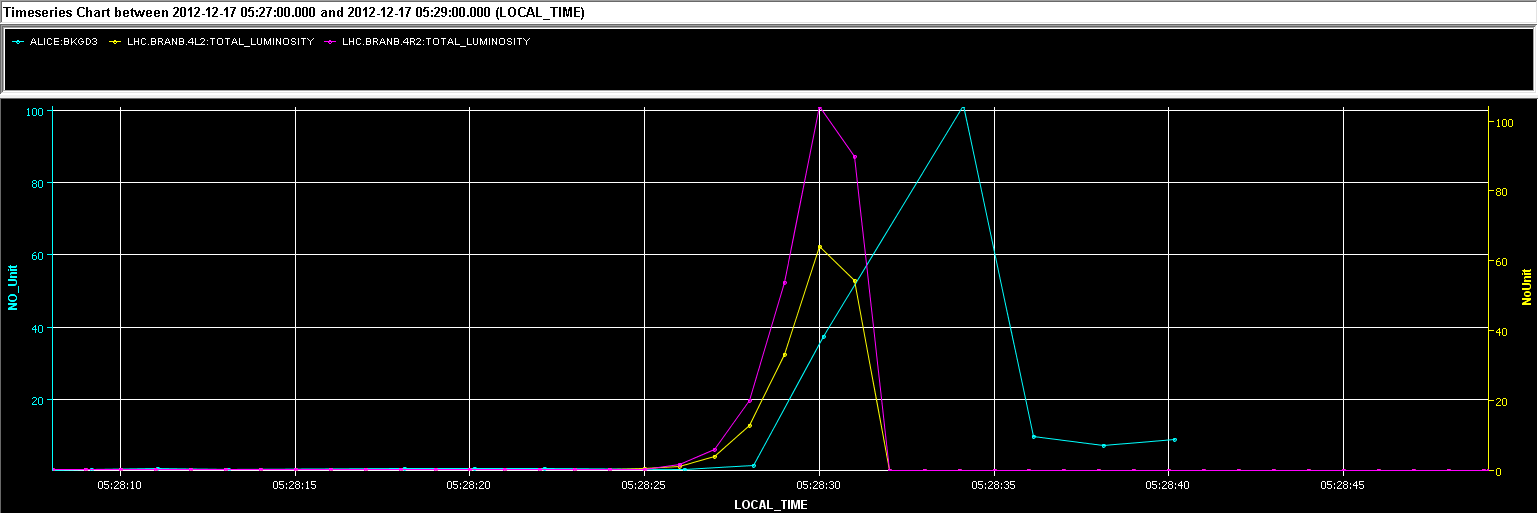 Timeseries Chart between 2012-12-17 05:27:00.000 and 2012-12-17 05:29:00.000 (LOCAL_TIME)
ALICE:BKGD3 LHC.BRANB.4L2:TOTAL_LUMINOSITY LHC.BRANB.4R2:TOTAL_LUMINOSITY
100
80
60
40
20
NO_Unit
100
80
60
40
20
0
NoUnit
05:28:10 05:28:15 05:28:20 05:28:25 05:28:30 05:28:35 05:28:40 05:28:45
LOCAL_TIME